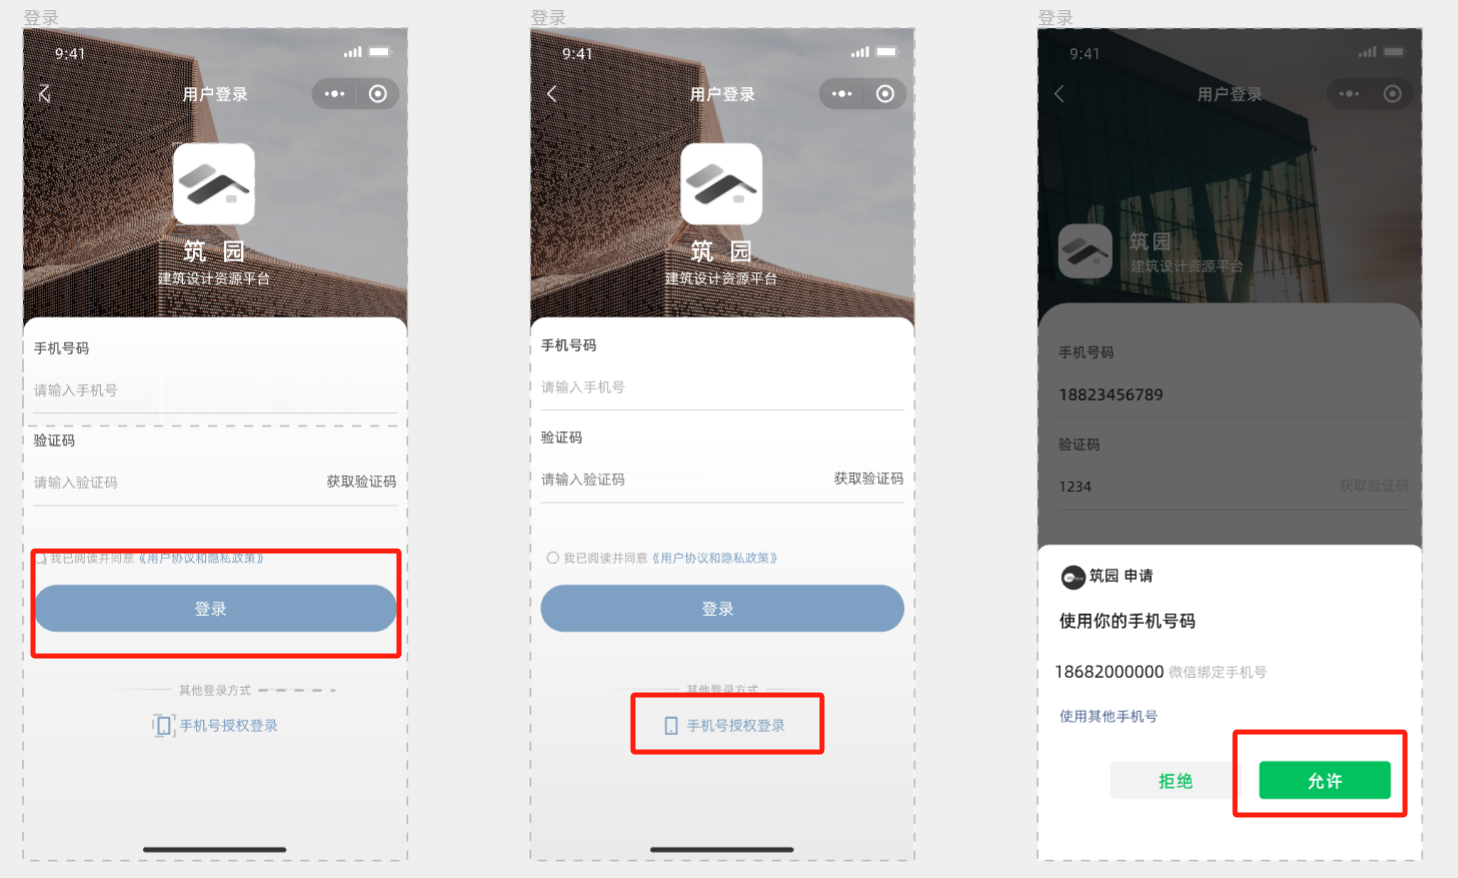 登录
9:41
用户登录
筑 园
建筑设计资源平台
手机号码
请输入手机号
验证码
请输入验证码
获取验证码
我已阅读并同意《用户协议和隐私政策》
登录
其他登录方式
手机号授权登录
登录
9:41
用户登录
筑 园
建筑设计资源平台
手机号码
请输入手机号
验证码
请输入验证码
获取验证码
我已阅读并同意《用户协议和隐私政策》
登录
其他登录方式
手机号授权登录
登录
9:41
用户登录
筑园
建筑设计资源平台
手机号码
18823456789
验证码
1234
获取验证码
筑园 申请
使用你的手机号码
18682000000 微信绑定手机号
使用其他手机号
拒绝
允许